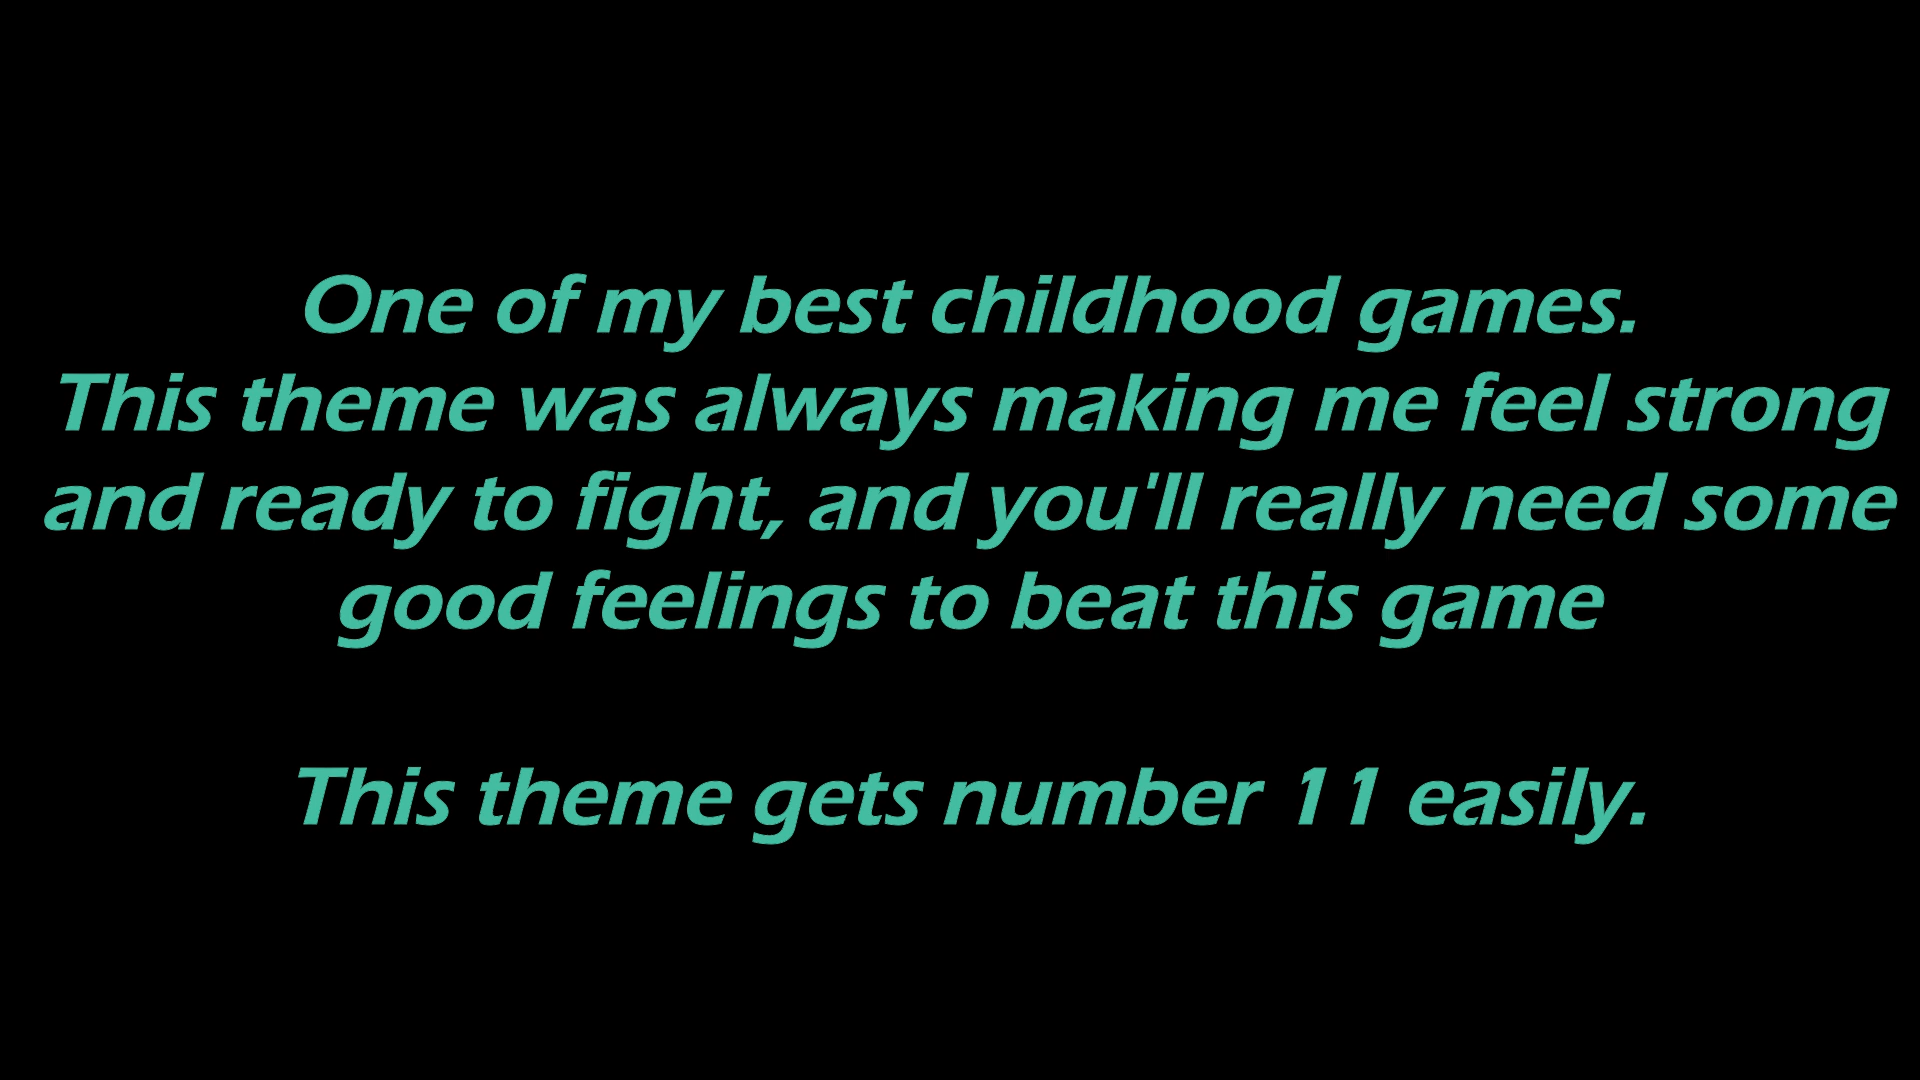 One of my best childhood games.
This theme was always making me feel strong
and ready to fight, and you'll really need some
good feelings to beat this game
This theme gets number 11 easily.